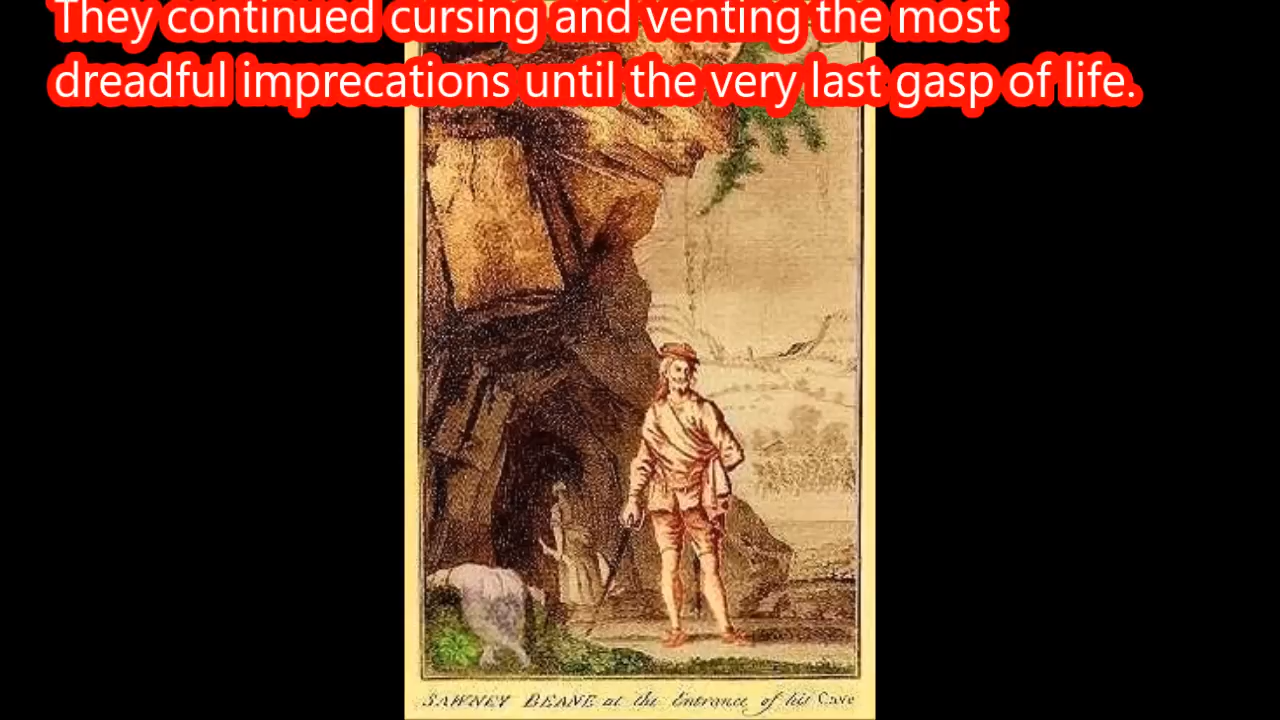 They continued cursing and venting the most
dreadful imprecations until the very last gasp of life.
SAWNEY BEANE at the Entrance of his Cave